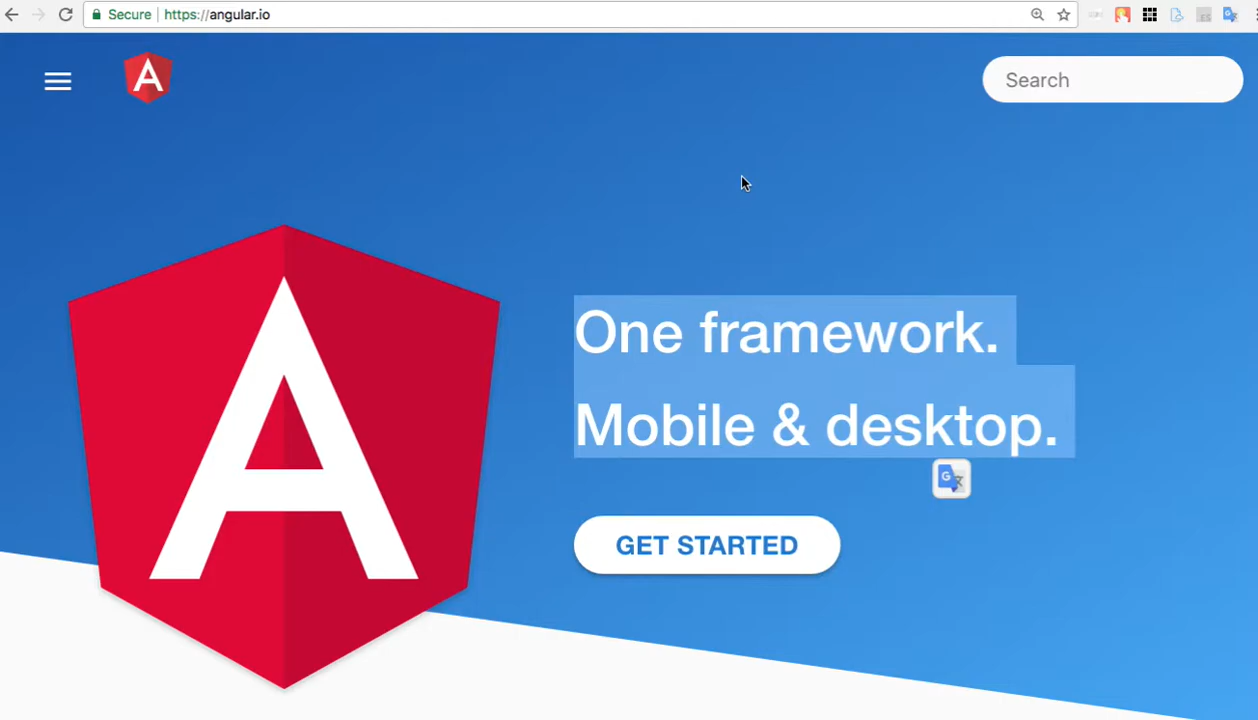 Secure https://angular.io
A
Search
A
One framework.
Mobile & desktop.
GET STARTED